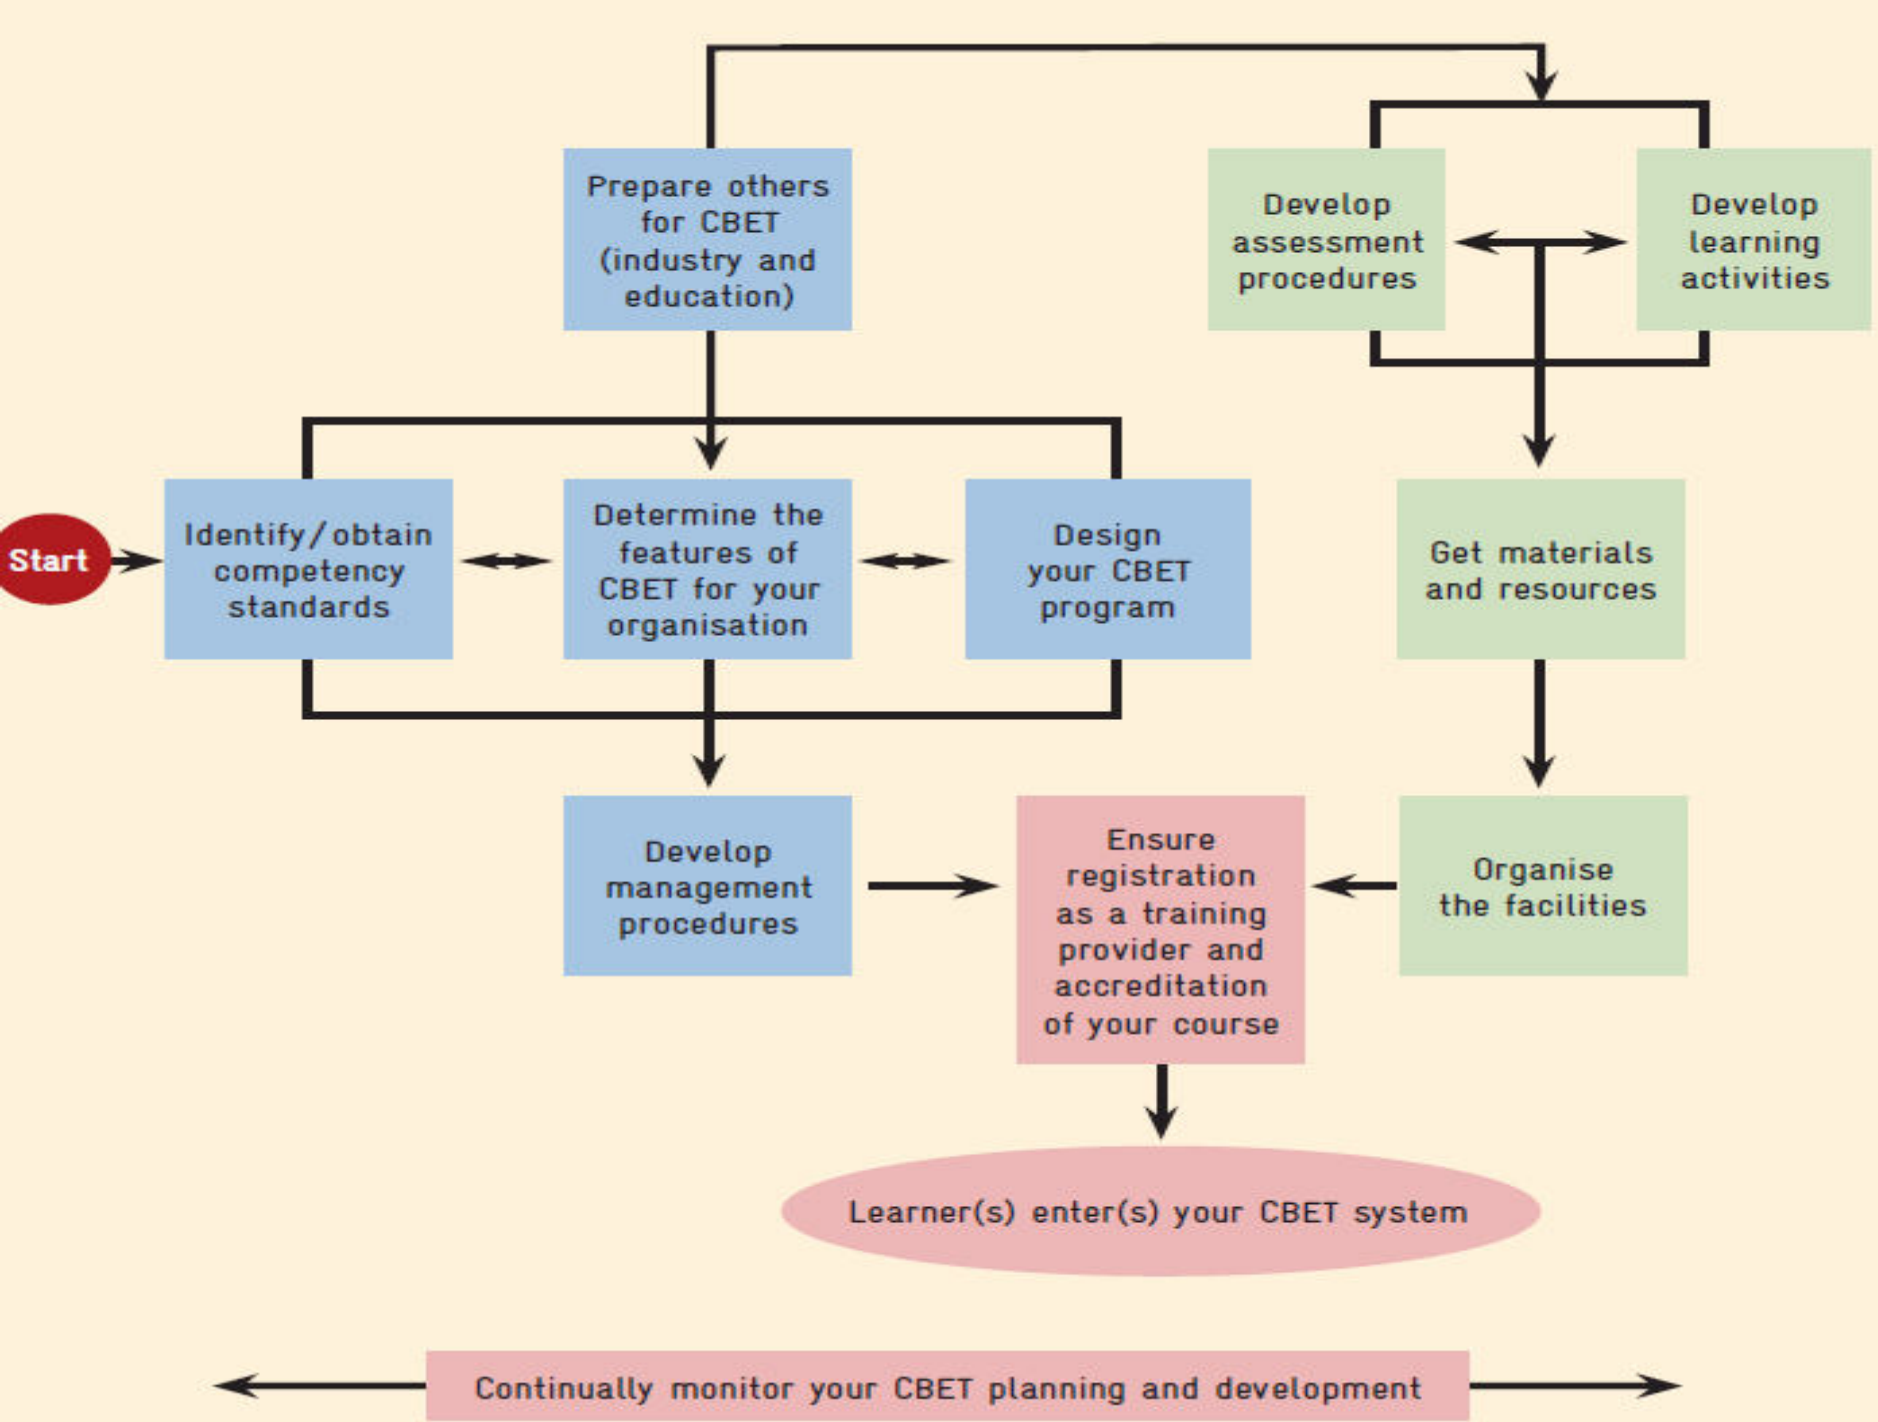 Prepare others
for CBET
(industry and
education)
Develop
assessment
procedures
Develop
learning
activities
Start
Identify/obtain
competency
standards
Determine the
features of
CBET for your
organisation
Design
your CBET
program
Get materials
and resources
Develop
management
procedures
Ensure
registration
as a training
provider and
accreditation
of your course
Organise
the facilities
Learner(s) enter(s) your CBET system
Continually monitor your CBET planning and development